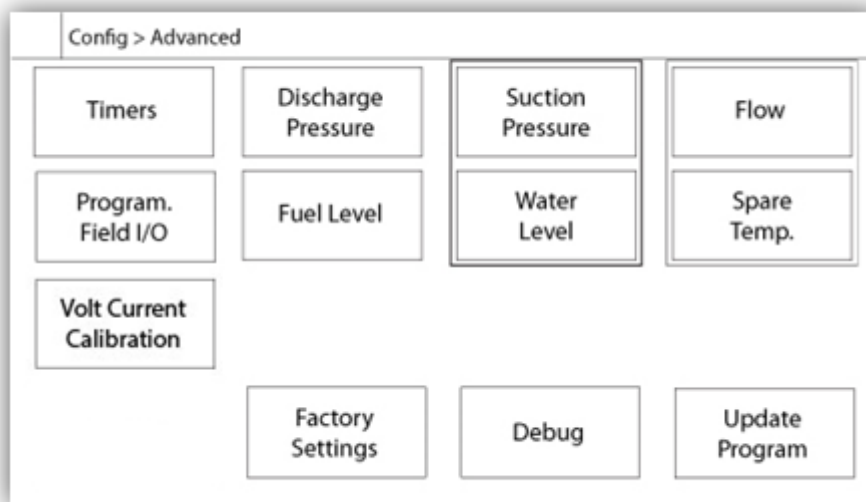 Config > Advanced
Timers
Discharge
Pressure
Suction
Pressure
Flow
Program.
Field I/O
Fuel Level
Water
Level
Spare
Temp.
Volt Current
Calibration
Factory
Settings
Debug
Update
Program